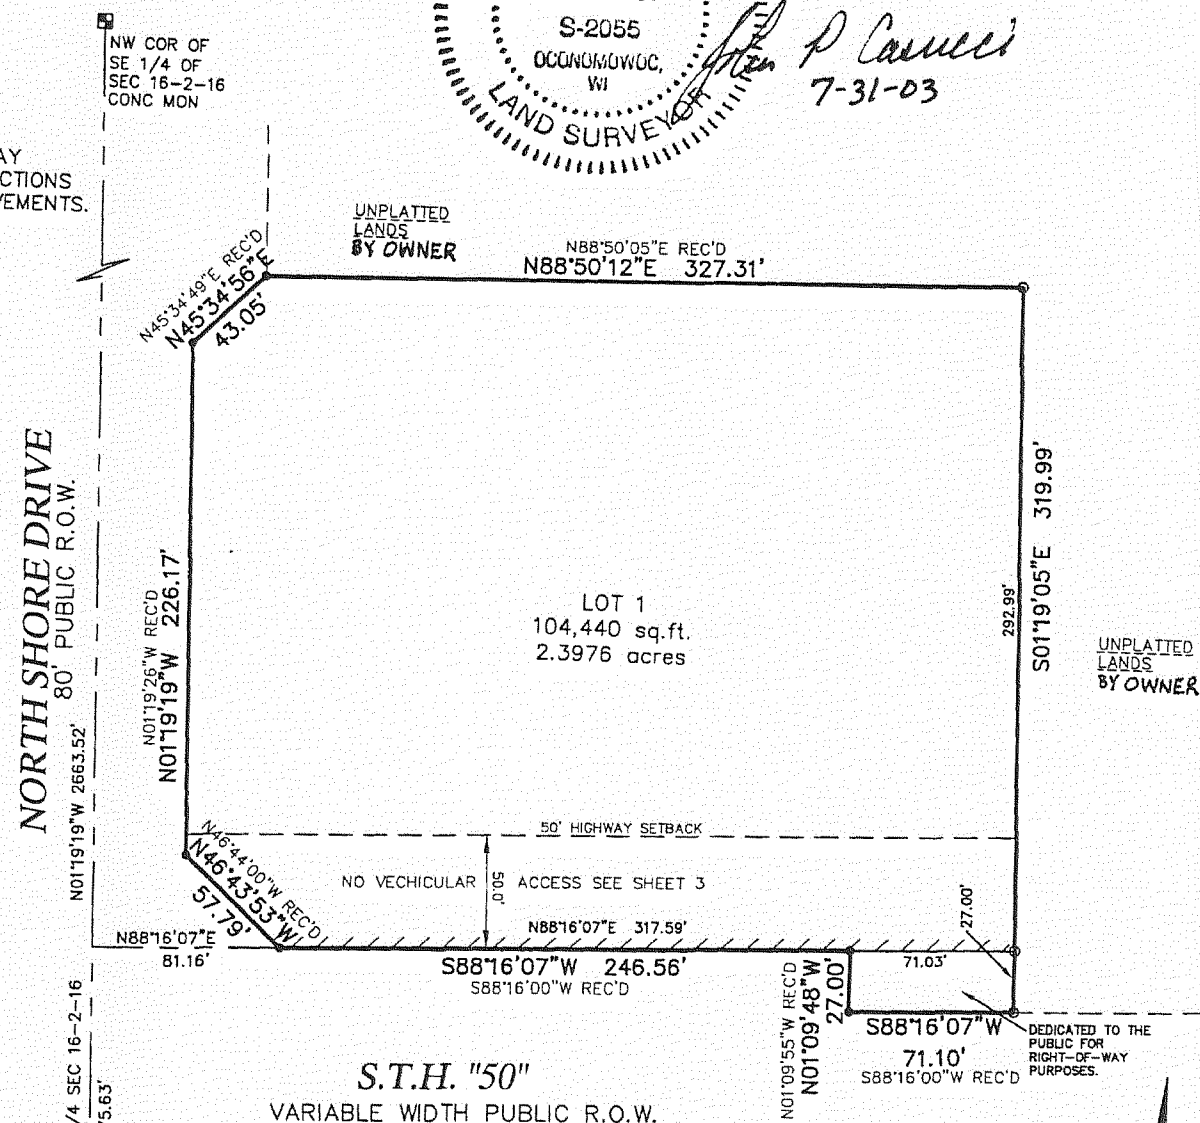 NW COR OF
SE 1/4 OF
SEC 16-2-16
CONC MON
S-2055
OCONOMOWOC,
WI
LAND SURVEYOR
John P Casucci
7-31-03
AY
CTIONS
VEMENTS.
UNPLATTED
LANDS
BY OWNER
N88°50'05"E REC'D
N88°50'12"E 327.31'
N45°34'49"E REC'D
N45°34'56"E
43.05'
NORTH SHORE DRIVE
80' PUBLIC R.O.W.
N01°19'19"W 2663.52'
N01°19'26"W REC'D
N01°19'19"W 226.17'
LOT 1
104,440 sq.ft.
2.3976 acres
292.99'
S01°19'05"E 319.99'
UNPLATTED
LANDS
BY OWNER
50' HIGHWAY SETBACK
N46°44'00"W REC'D
N46°43'53"W
57.79'
NO VECHICULAR
50.0'
ACCESS SEE SHEET 3
N88°16'07"E 317.59'
27.00'
N88°16'07"E
81.16'
S88°16'07"W 246.56'
S88°16'00"W REC'D
71.03'
N01°09'55"W REC'D
N01°09'48"W
27.00'
S88°16'07"W
71.10'
S88°16'00"W REC'D
DEDICATED TO THE
PUBLIC FOR
RIGHT-OF-WAY
PURPOSES.
/4 SEC 16-2-16
5.63'
S.T.H. "50"
VARIABLE WIDTH PUBLIC R.O.W.